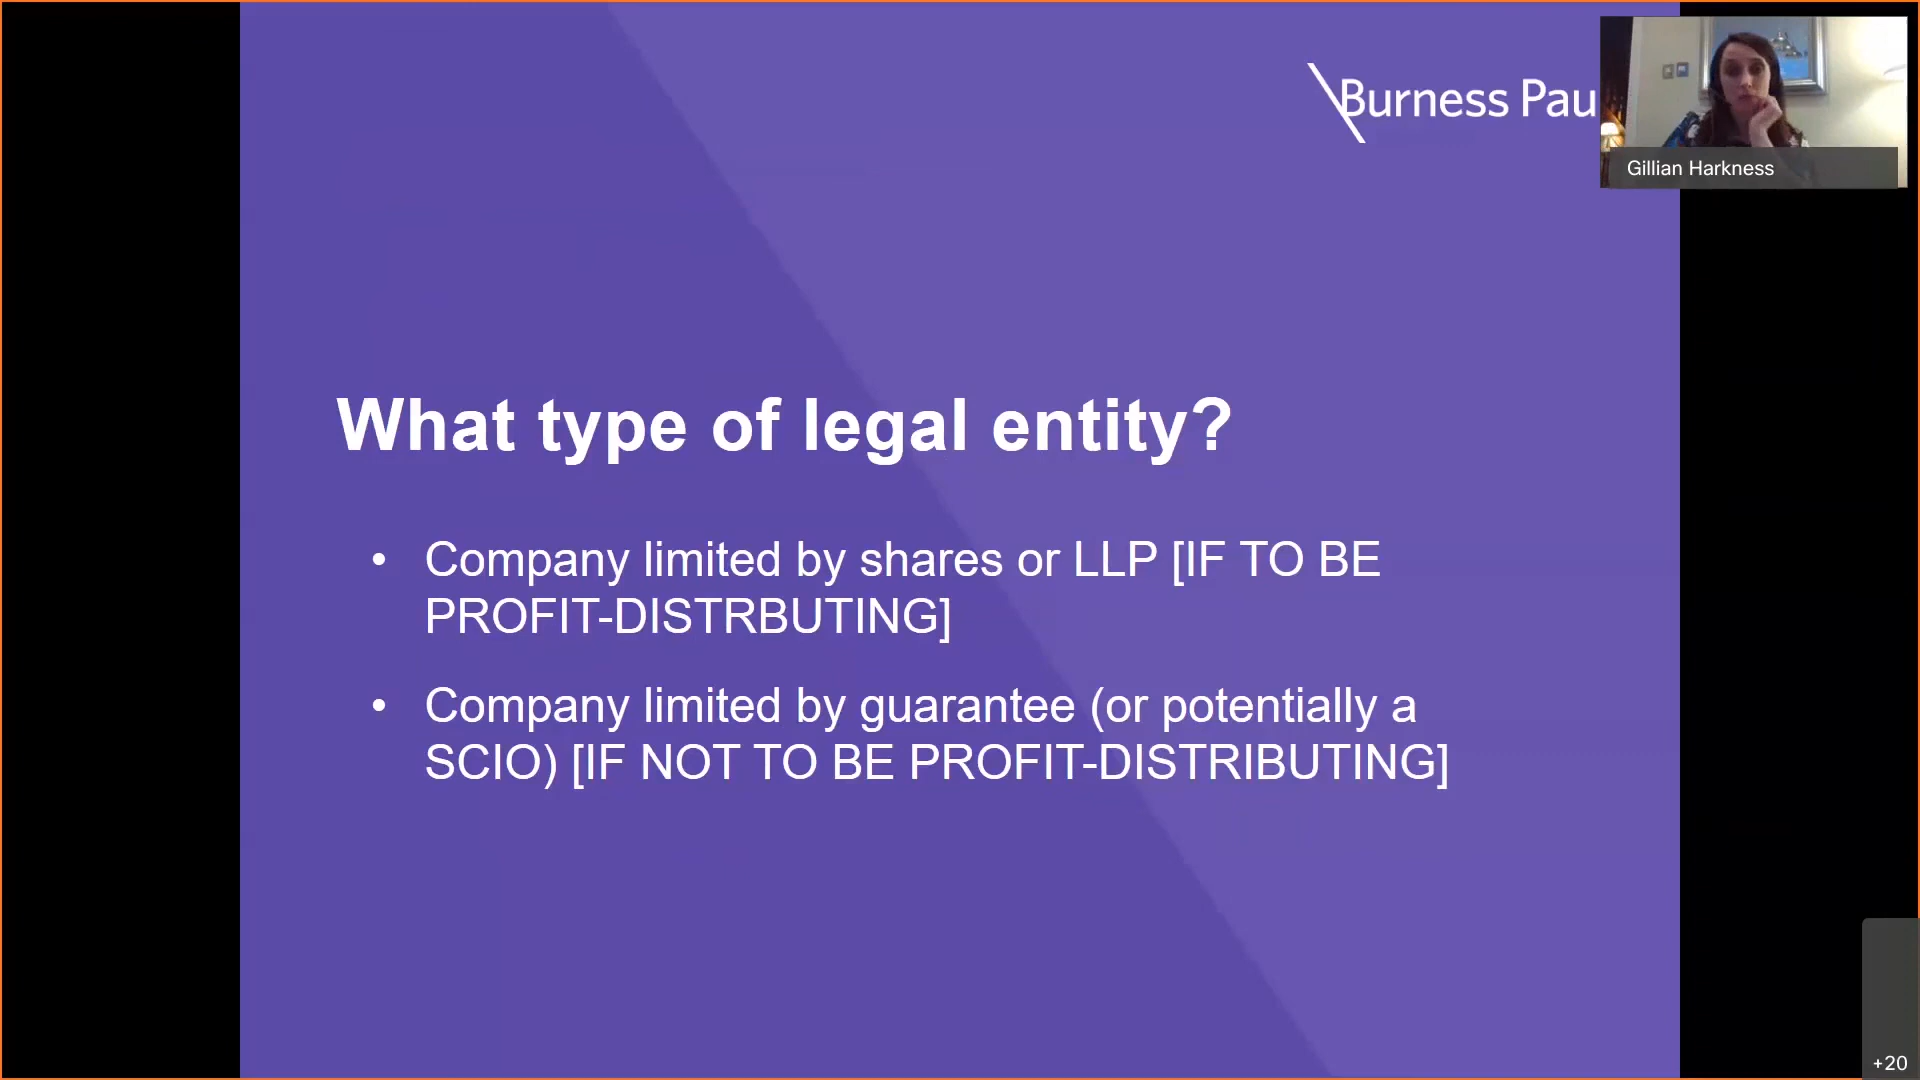 Burness Pau
Gillian Harkness
What type of legal entity?
• Company limited by shares or LLP [IF TO BE
PROFIT-DISTRBUTING]
• Company limited by guarantee (or potentially a
SCIO) [IF NOT TO BE PROFIT-DISTRIBUTING]
+20